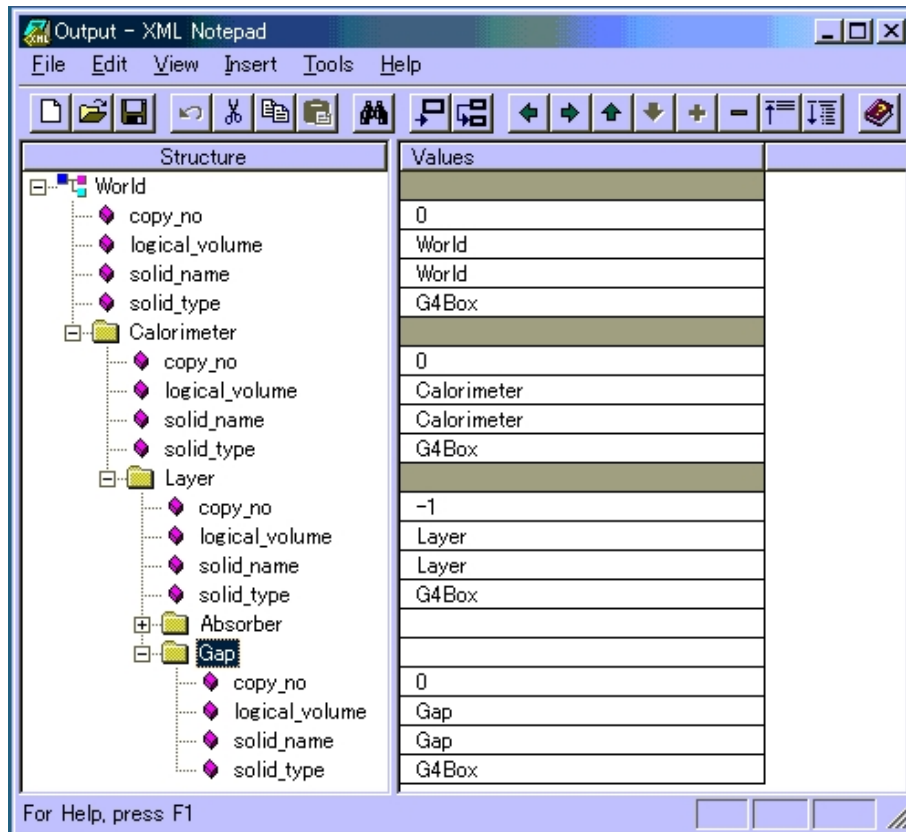 Output - XML Notepad
File Edit View Insert Tools Help
Structure Values
World
copy_no 0
logical_volume World
solid_name World
solid_type G4Box
Calorimeter
copy_no 0
logical_volume Calorimeter
solid_name Calorimeter
solid_type G4Box
Layer
copy_no -1
logical_volume Layer
solid_name Layer
solid_type G4Box
Absorber
Gap
copy_no 0
logical_volume Gap
solid_name Gap
solid_type G4Box
For Help, press F1